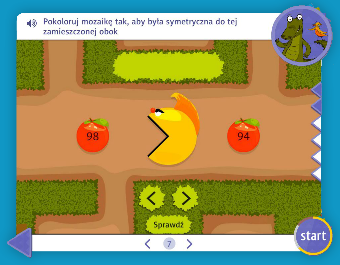 Pokoloruj mozaikę tak, aby była symetryczna do tej
zamieszczonej obok
98
94
< >
Sprawdź
< 7 >
start